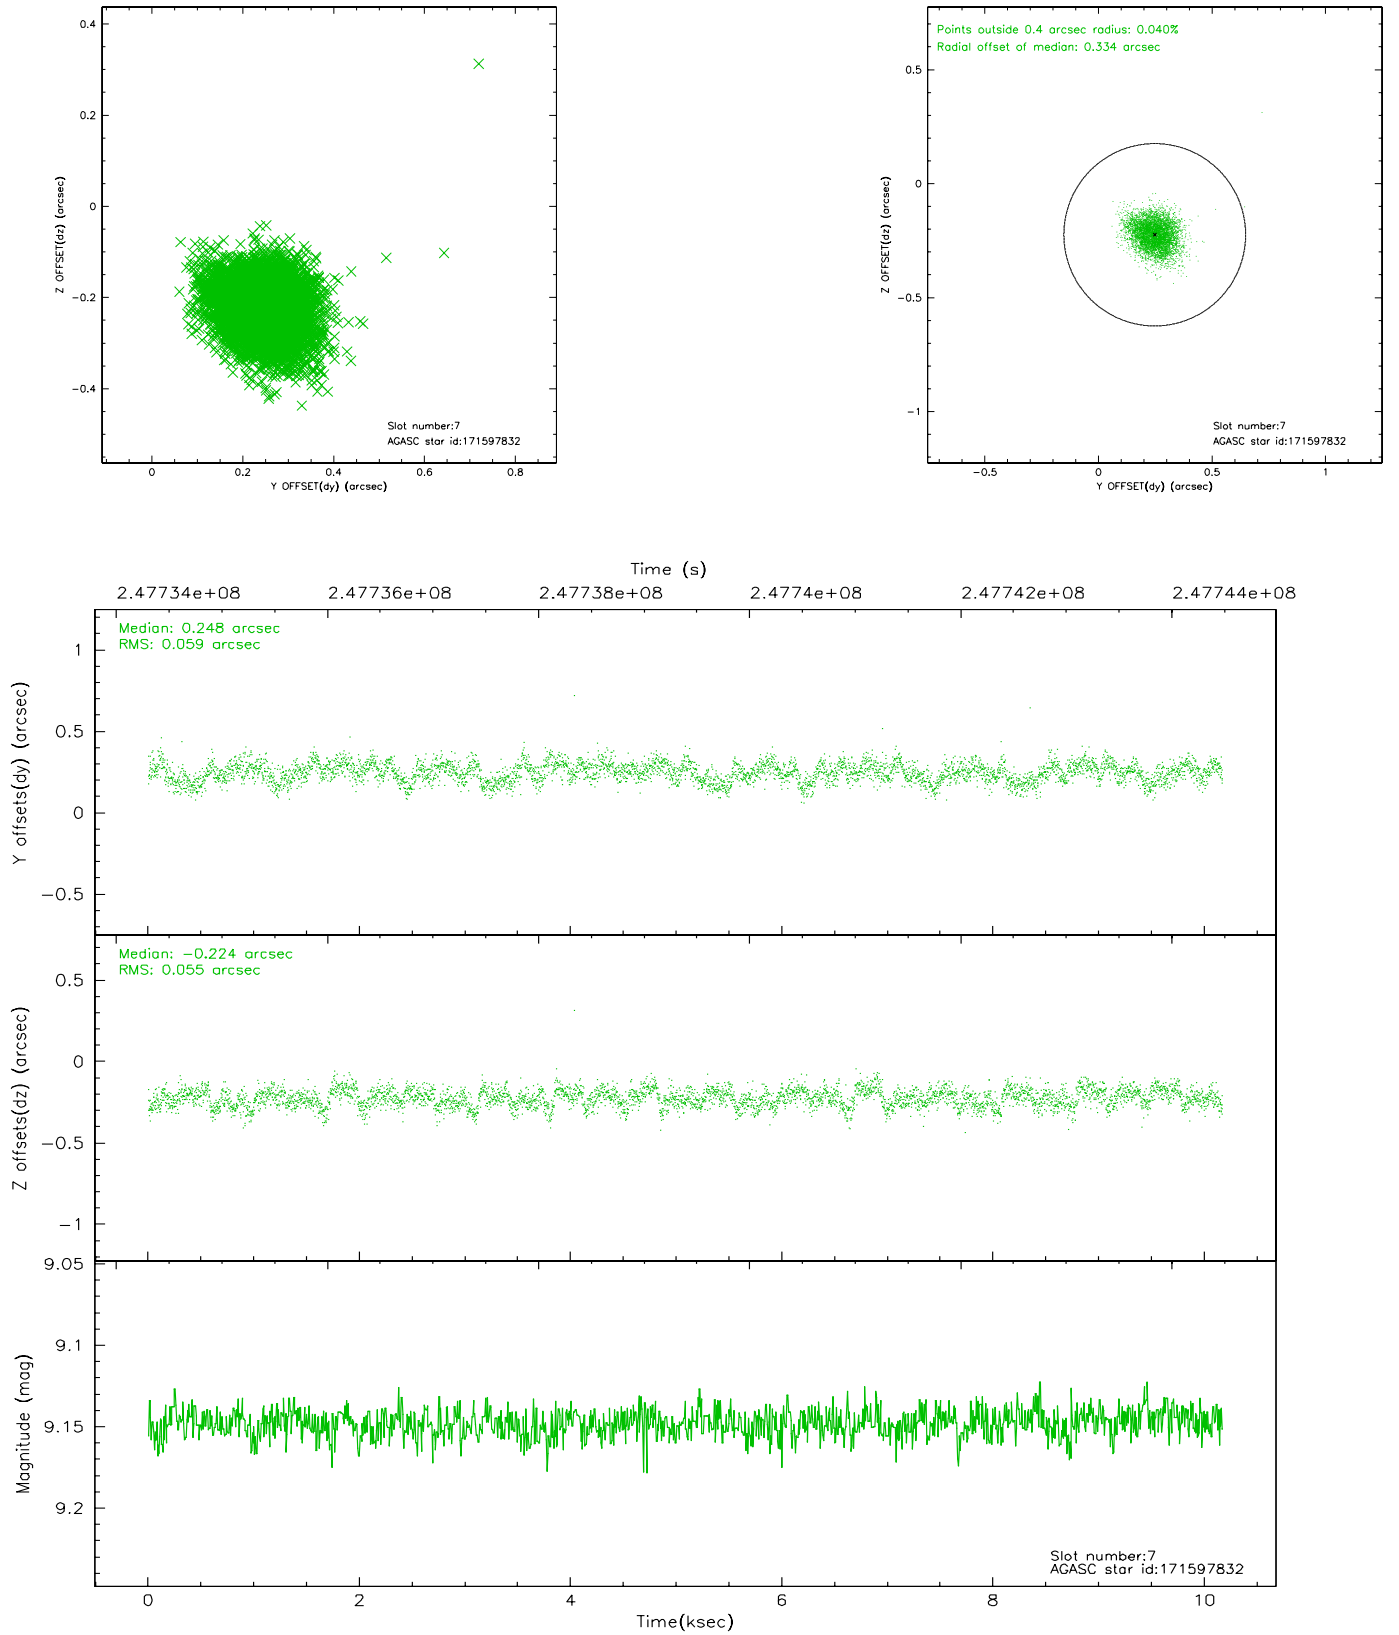 0.4
0.2
0
−0.2
−0.4
Z OFFSET(dz) (arcsec)
Slot number:7
AGASC star id:171597832
0 0.2 0.4 0.6 0.8
Y OFFSET(dy) (arcsec)
Points outside 0.4 arcsec radius: 0.040%
Radial offset of median: 0.334 arcsec
0.5
0
−0.5
−1
Z OFFSET(dz) (arcsec)
Slot number:7
AGASC star id:171597832
−0.5 0 0.5 1
Y OFFSET(dy) (arcsec)
Time (s)
2.47734e+08 2.47736e+08 2.47738e+08 2.4774e+08 2.47742e+08 2.47744e+08
Median: 0.248 arcsec
RMS: 0.059 arcsec
1
0.5
0
−0.5
Y offsets(dy) (arcsec)
Median: −0.224 arcsec
RMS: 0.055 arcsec
0.5
0
−0.5
−1
Z offsets(dz) (arcsec)
9.05
9.1
9.15
9.2
Magnitude (mag)
Slot number:7
AGASC star id:171597832
0 2 4 6 8 10
Time(ksec)